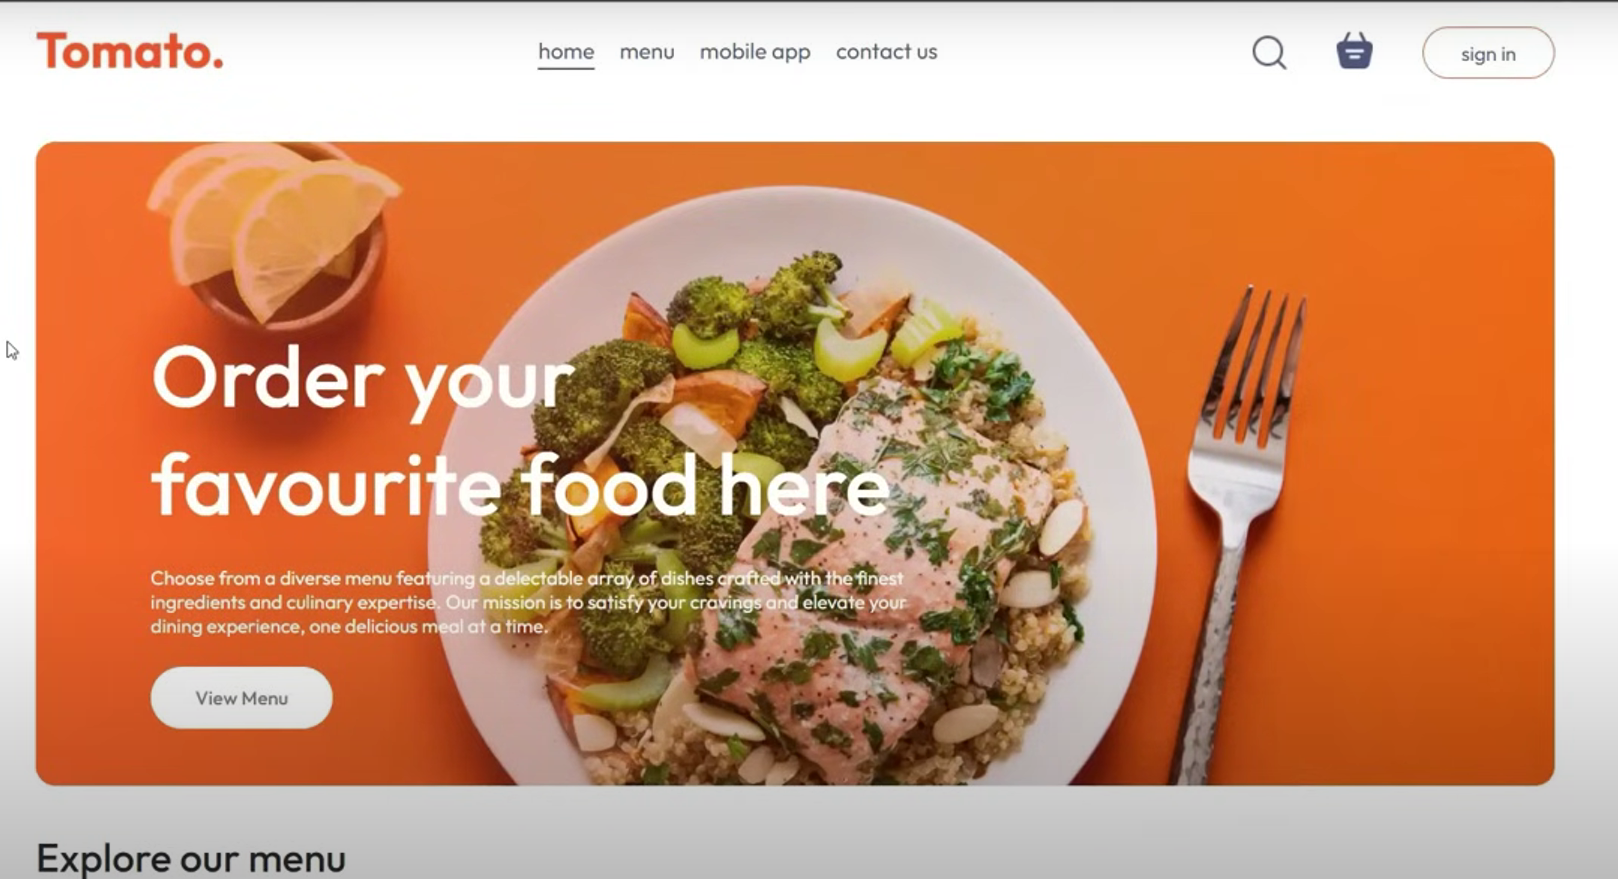 Tomato.
home menu mobile app contact us
sign in
Order your
favourite food here
Choose from a diverse menu featuring a delectable array of dishes crafted with the finest
ingredients and culinary expertise. Our mission is to satisfy your cravings and elevate your
dining experience, one delicious meal at a time.
View Menu
Explore our menu